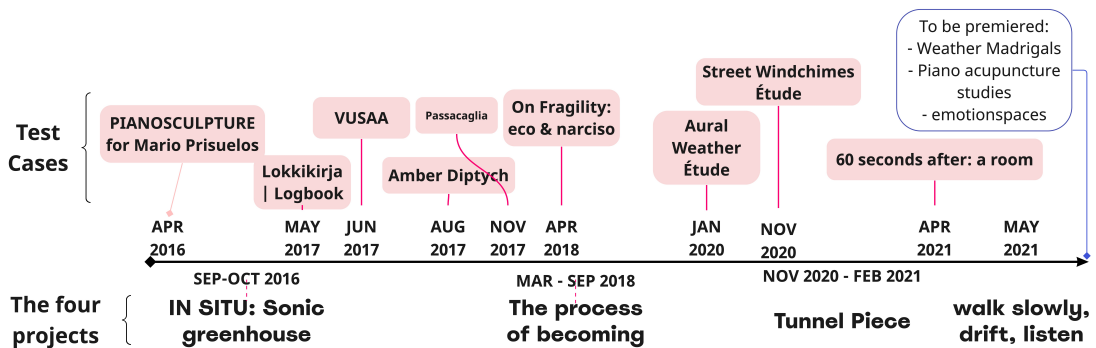 To be premiered:
- Weather Madrigals
- Piano acupuncture
studies
- emotionspaces
Street Windchimes
Étude
Test
Cases
PIANOSCULPTURE
for Mario Prisuelos
VUSAA
Passacaglia
On Fragility:
eco & narciso
Aural
Weather
Étude
60 seconds after: a room
Lokkikirja
| Logbook
Amber Diptych
APR
2016
MAY
2017
JUN
2017
AUG
2017
NOV
2017
APR
2018
JAN
2020
NOV
2020
APR
2021
MAY
2021
SEP-OCT 2016
MAR - SEP 2018
NOV 2020 - FEB 2021
The four
projects
IN SITU: Sonic
greenhouse
The process
of becoming
Tunnel Piece
walk slowly,
drift, listen